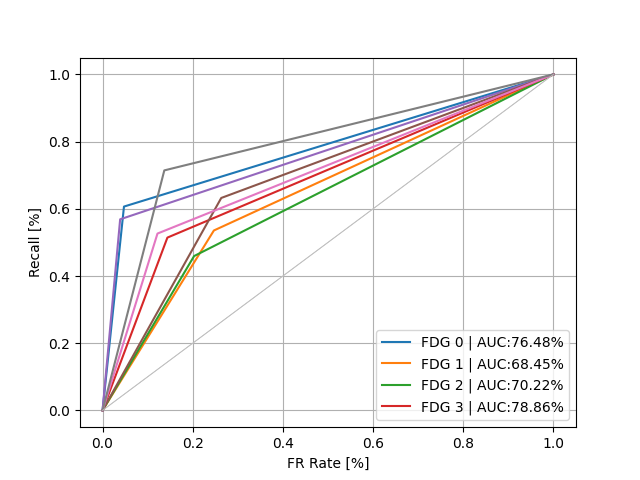 1.0
0.8
0.6
0.4
0.2
0.0
Recall [%]
0.0 0.2 0.4 0.6 0.8 1.0
FR Rate [%]
FDG 0 | AUC:76.48%
FDG 1 | AUC:68.45%
FDG 2 | AUC:70.22%
FDG 3 | AUC:78.86%